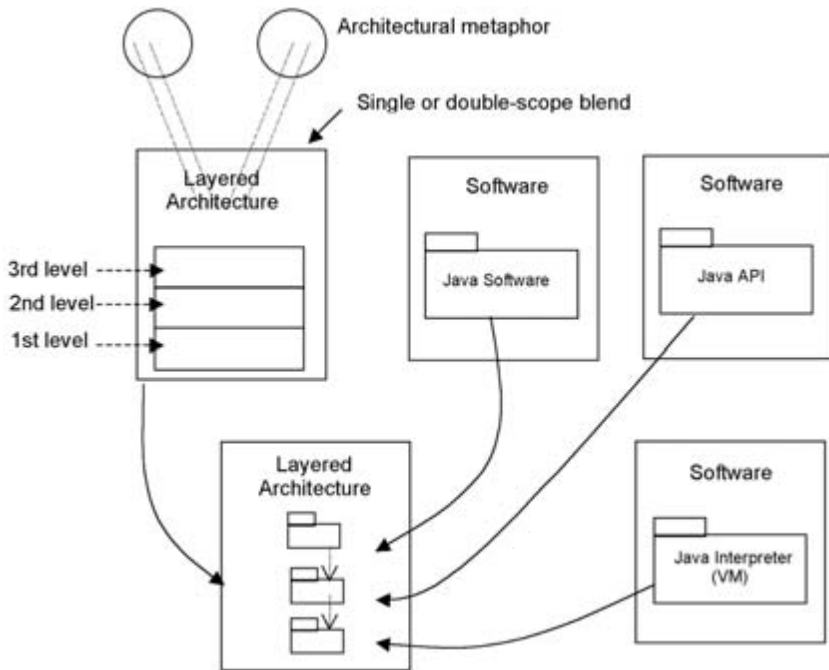 Architectural metaphor
Single or double-scope blend
Layered
Architecture
3rd level
2nd level
1st level
Software
Java Software
Software
Java API
Layered
Architecture
Software
Java Interpreter
(VM)